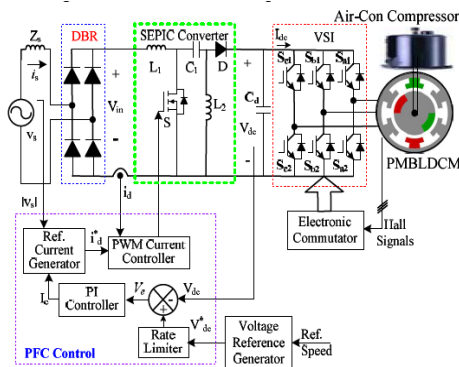 Air-Con Compressor
SEPIC Converter
DBR
VSI
Zs
is
vs
L1
C1
D
Idc
Vin
S
L2
Cd
Vdc
Sc1
Sb1
Sa1
Sc2
Sb2
Sa2
PMBLDCM
+
-
+
-
|vs|
id
Ref.
Current
Generator
i*d
PWM Current
Controller
Electronic
Commutator
Hall
Signals
Ic
PI
Controller
Ve
Vdc
-
+
V*dc
Rate
Limiter
Voltage
Reference
Generator
Ref.
Speed
PFC Control